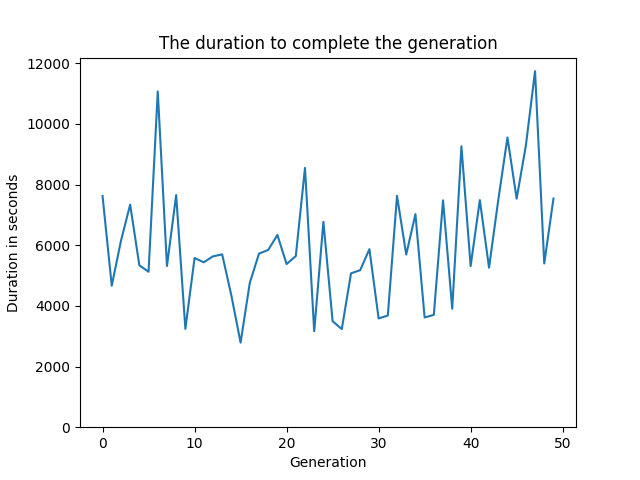 The duration to complete the generation
12000
10000
8000
6000
4000
2000
0
Duration in seconds
0 10 20 30 40 50
Generation